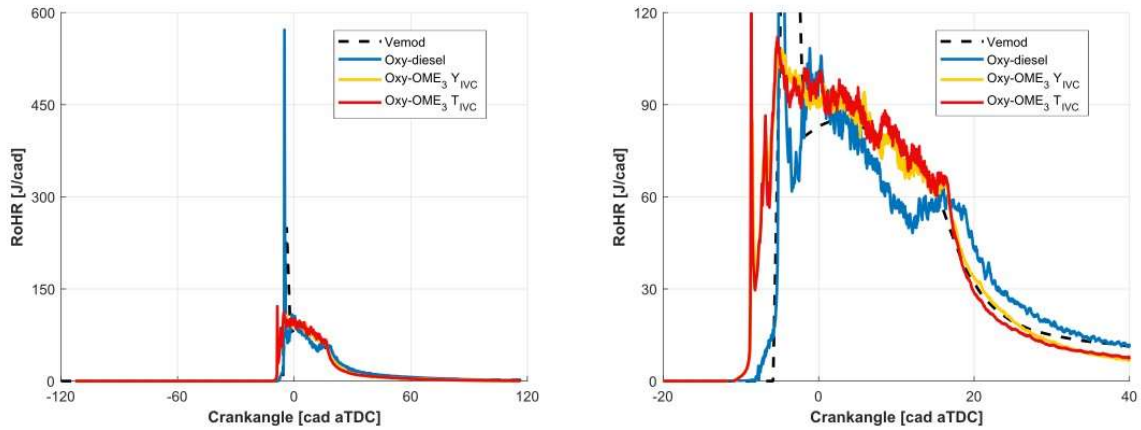 600
450
300
150
0
RoHR [J/cad]
-120
-60
0
60
120
Crankangle [cad aTDC]
Vemod
Oxy-diesel
Oxy-OME3 YIVC
Oxy-OME3 TIVC
120
90
60
30
0
RoHR [J/cad]
-20
0
20
40
Crankangle [cad aTDC]
Vemod
Oxy-diesel
Oxy-OME3 YIVC
Oxy-OME3 TIVC